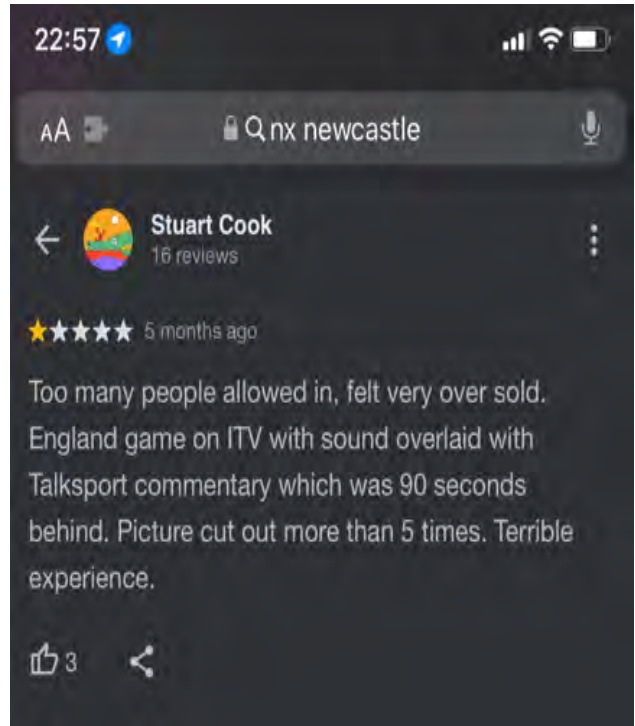 22:57
AA nx newcastle
Stuart Cook
16 reviews
5 months ago
Too many people allowed in, felt very over sold.
England game on ITV with sound overlaid with
Talksport commentary which was 90 seconds
behind. Picture cut out more than 5 times. Terrible
experience.
3